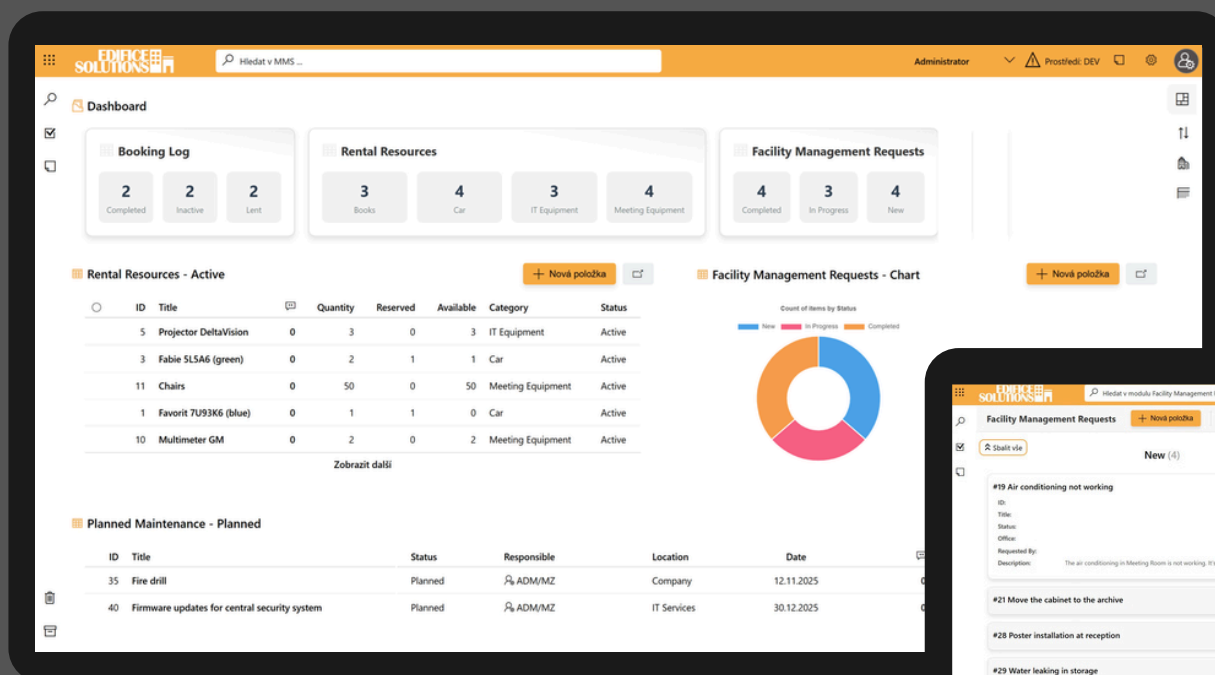 EDIFICE
SOLUTIONS
Hledat v MMS ...
Administrator
Prostředí: DEV
Dashboard
Booking Log
2 2 2
Completed Inactive Lent
Rental Resources
3 4 3 4
Books Car IT Equipment Meeting Equipment
Facility Management Requests
4 3 4
Completed In Progress New
Rental Resources - Active
+ Nová položka
ID Title Quantity Reserved Available Category Status
5 Projector DeltaVision 0 3 0 3 IT Equipment Active
3 Fabie 5L5A6 (green) 0 2 1 1 Car Active
11 Chairs 0 50 0 50 Meeting Equipment Active
1 Favorit 7U93K6 (blue) 0 1 1 0 Car Active
10 Multimeter GM 0 2 0 2 Meeting Equipment Active
Zobrazit další
Facility Management Requests - Chart
+ Nová položka
Count of items by Status
New In Progress Completed
Planned Maintenance - Planned
ID Title Status Responsible Location Date
35 Fire drill Planned ADM/MZ Company 12.11.2025
40 Firmware updates for central security system Planned ADM/MZ IT Services 30.12.2025
EDIFICE
SOLUTIONS
Hledat v modulu Facility Management
Facility Management Requests
+ Nová položka
Sbalit vše
New (4)
#19 Air conditioning not working
ID:
Title:
Status:
Office:
Requested By:
Description: The air conditioning in Meeting Room is not working. It's
#21 Move the cabinet to the archive
#28 Poster installation at reception
#29 Water leaking in storage